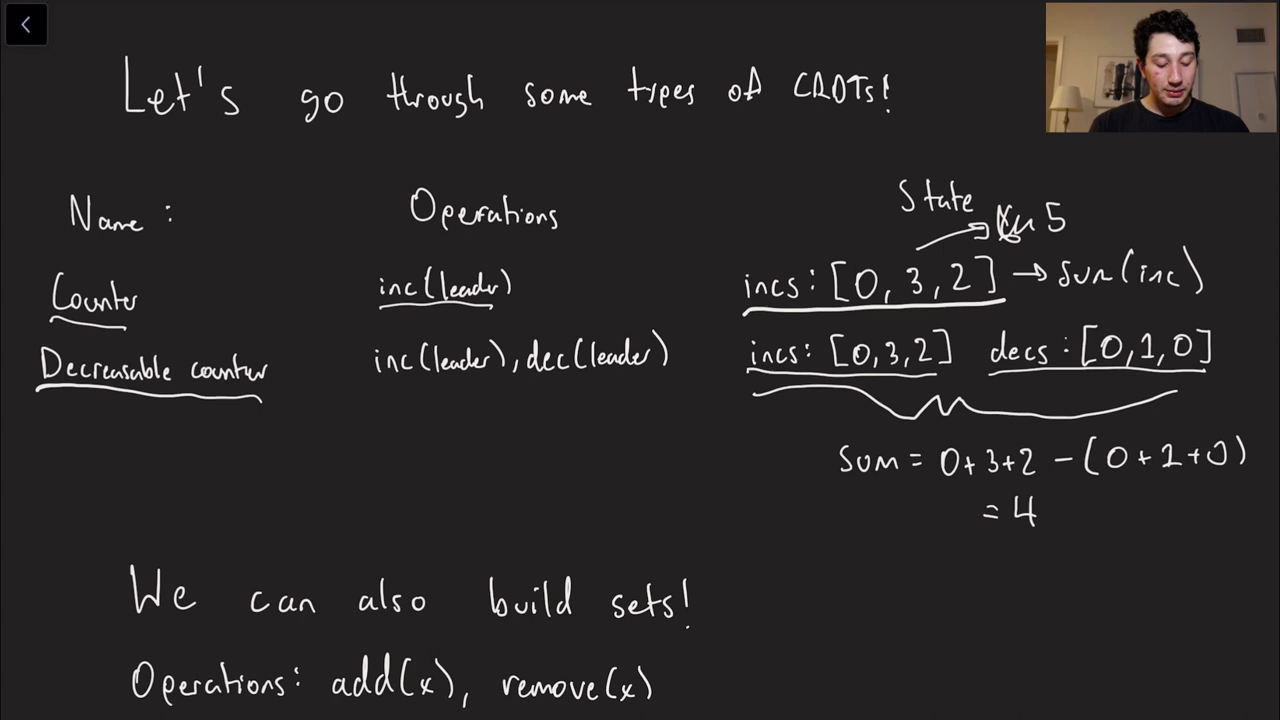 Let's go through some types of CRDTs!
Name: Operations State
5
Counter inc(leader) incs: [0, 3, 2] → sum(inc)
Decreasable counter inc(leader), dec(leader) incs: [0,3,2] decs: [0,1,0]
sum = 0+3+2 - (0+1+0)
= 4
We can also build sets!
Operations: add(x), remove(x)